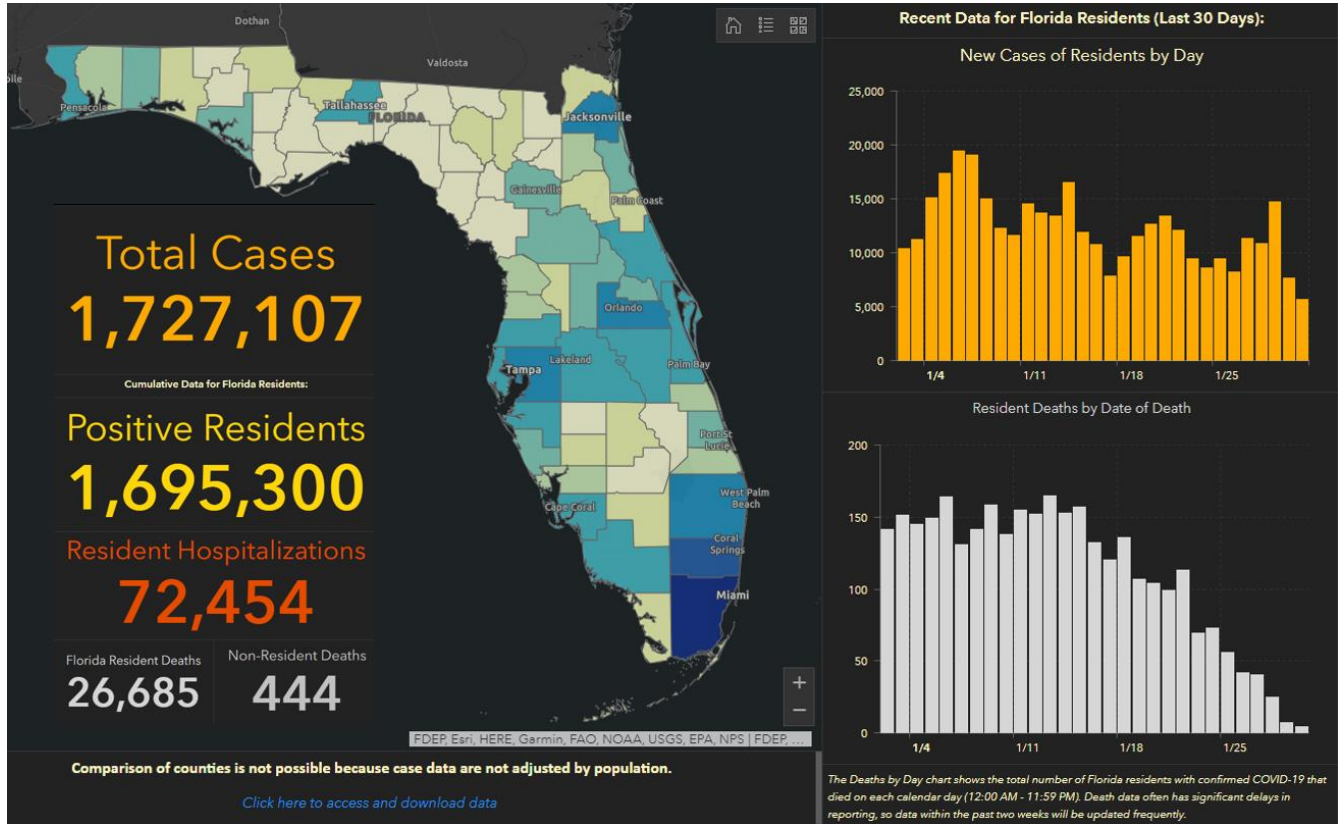 Dothan
Valdosta
Pensacola
Tallahassee
FLORIDA
Jacksonville
Gainesville
Palm Coast
Orlando
Lakeland
Tampa
Palm Bay
Port St
Lucie
West Palm
Beach
Cape Coral
Coral
Springs
Miami
+
−
FDEP, Esri, HERE, Garmin, FAO, NOAA, USGS, EPA, NPS | FDEP, ...
Total Cases
1,727,107
Cumulative Data for Florida Residents:
Positive Residents
1,695,300
Resident Hospitalizations
72,454
Florida Resident Deaths
26,685
Non-Resident Deaths
444
Comparison of counties is not possible because case data are not adjusted by population.
Click here to access and download data
Recent Data for Florida Residents (Last 30 Days):
New Cases of Residents by Day
25,000
20,000
15,000
10,000
5,000
0
1/4 1/11 1/18 1/25
Resident Deaths by Date of Death
200
150
100
50
0
1/4 1/11 1/18 1/25
The Deaths by Day chart shows the total number of Florida residents with confirmed COVID-19 that
died on each calendar day (12:00 AM - 11:59 PM). Death data often has significant delays in
reporting, so data within the past two weeks will be updated frequently.